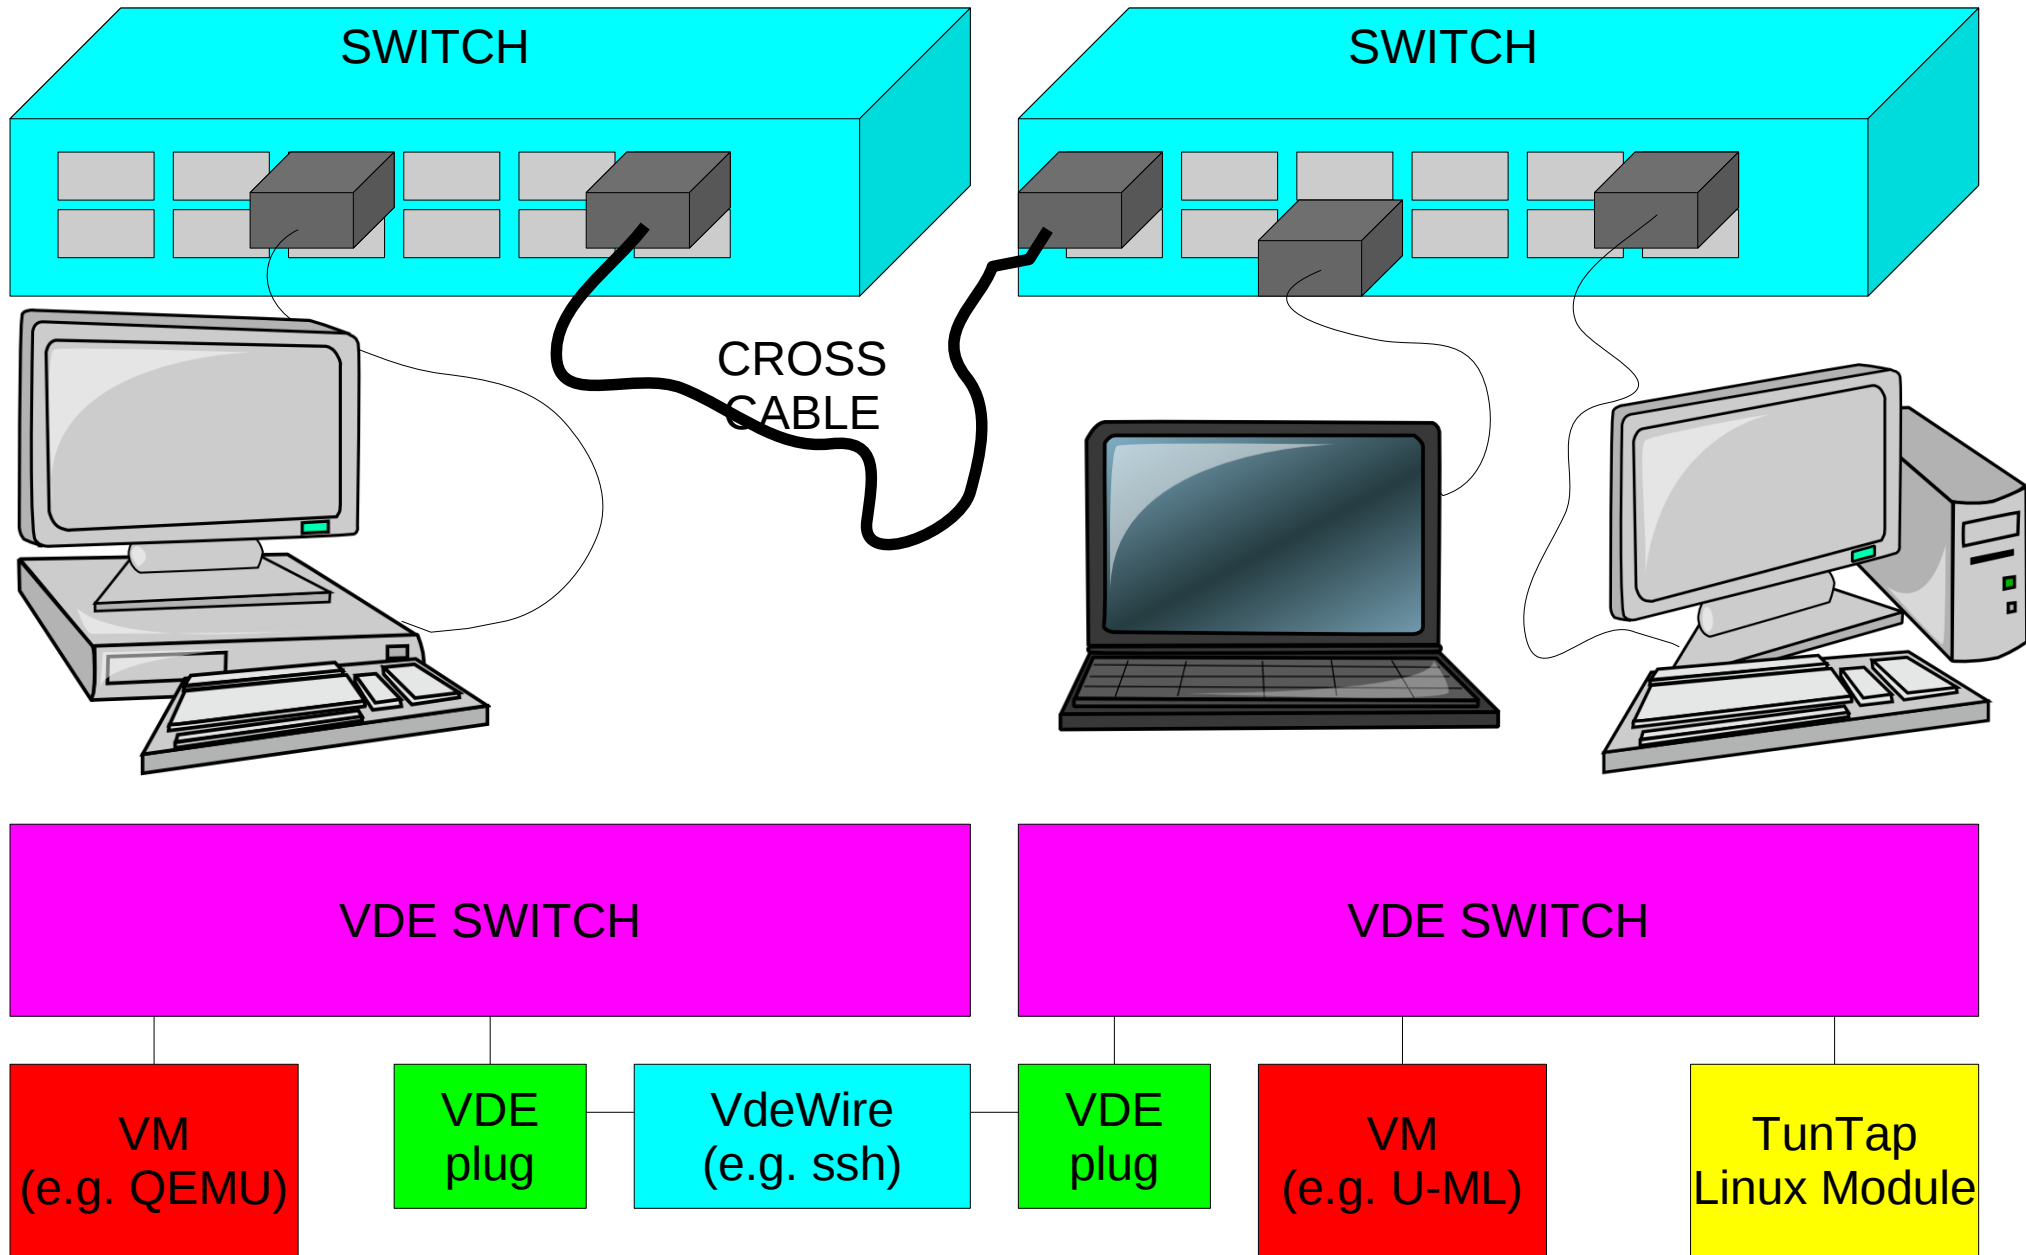 SWITCH
SWITCH
CROSS
CABLE
VDE SWITCH
VDE SWITCH
VM
(e.g. QEMU)
VDE
plug
VdeWire
(e.g. ssh)
VDE
plug
VM
(e.g. U-ML)
TunTap
Linux Module